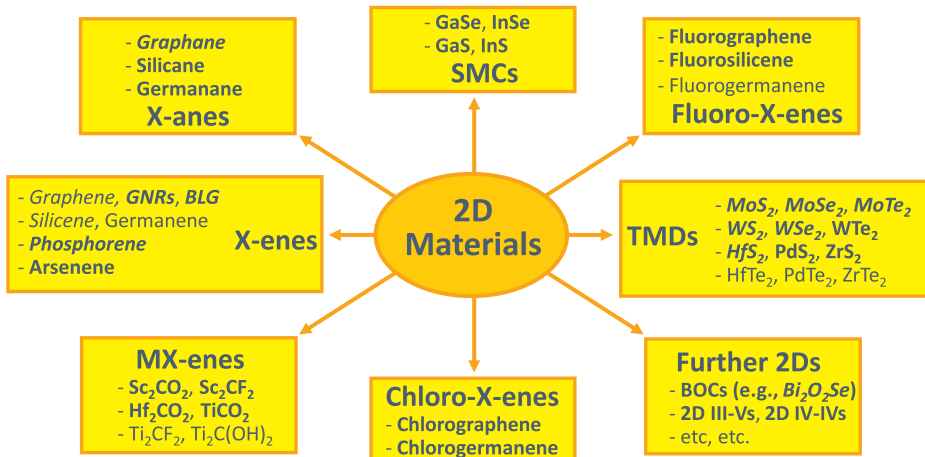 - Graphane
- Silicane
- Germanane
X-anes
- GaSe, InSe
- GaS, InS
SMCs
- Fluorographene
- Fluorosilicene
- Fluorogermanene
Fluoro-X-enes
- Graphene, GNRs, BLG
- Silicene, Germanene
- Phosphorene
- Arsenene
X-enes
2D
Materials
TMDs
- MoS₂, MoSe₂, MoTe₂
- WS₂, WSe₂, WTe₂
- HfS₂, PdS₂, ZrS₂
- HfTe₂, PdTe₂, ZrTe₂
MX-enes
- Sc₂CO₂, Sc₂CF₂
- Hf₂CO₂, TiCO₂
- Ti₂CF₂, Ti₂C(OH)₂
Chloro-X-enes
- Chlorographene
- Chlorogermanene
Further 2Ds
- BOCs (e.g., Bi₂O₂Se)
- 2D III-Vs, 2D IV-IVs
- etc, etc.